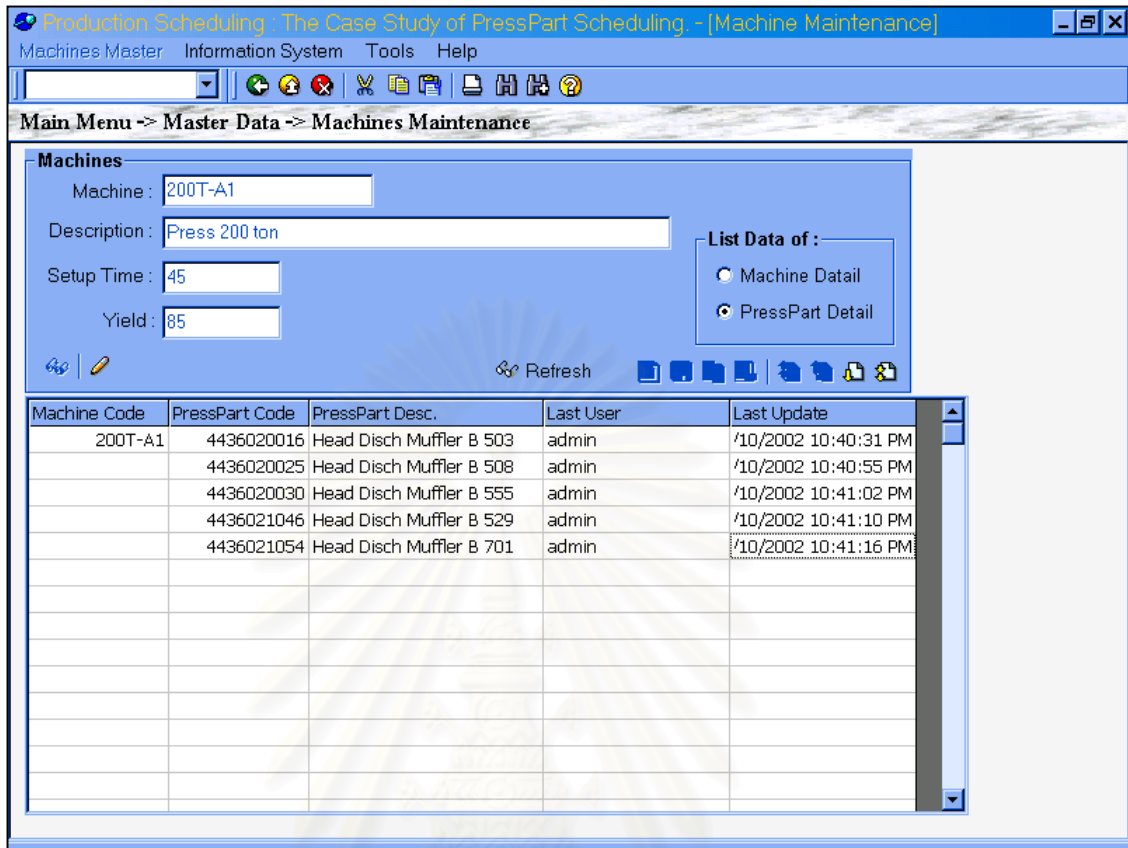 Production Scheduling : The Case Study of PressPart Scheduling. - [Machine Maintenance]
Machines Master Information System Tools Help
Main Menu -> Master Data -> Machines Maintenance
Machines
Machine : 200T-A1
Description : Press 200 ton
List Data of :
Setup Time : 45
Machine Datail
Yield : 85
PressPart Detail
Refresh
Machine Code PressPart Code PressPart Desc. Last User Last Update
200T-A1 4436020016 Head Disch Muffler B 503 admin /10/2002 10:40:31 PM
4436020025 Head Disch Muffler B 508 admin /10/2002 10:40:55 PM
4436020030 Head Disch Muffler B 555 admin /10/2002 10:41:02 PM
4436021046 Head Disch Muffler B 529 admin /10/2002 10:41:10 PM
4436021054 Head Disch Muffler B 701 admin /10/2002 10:41:16 PM